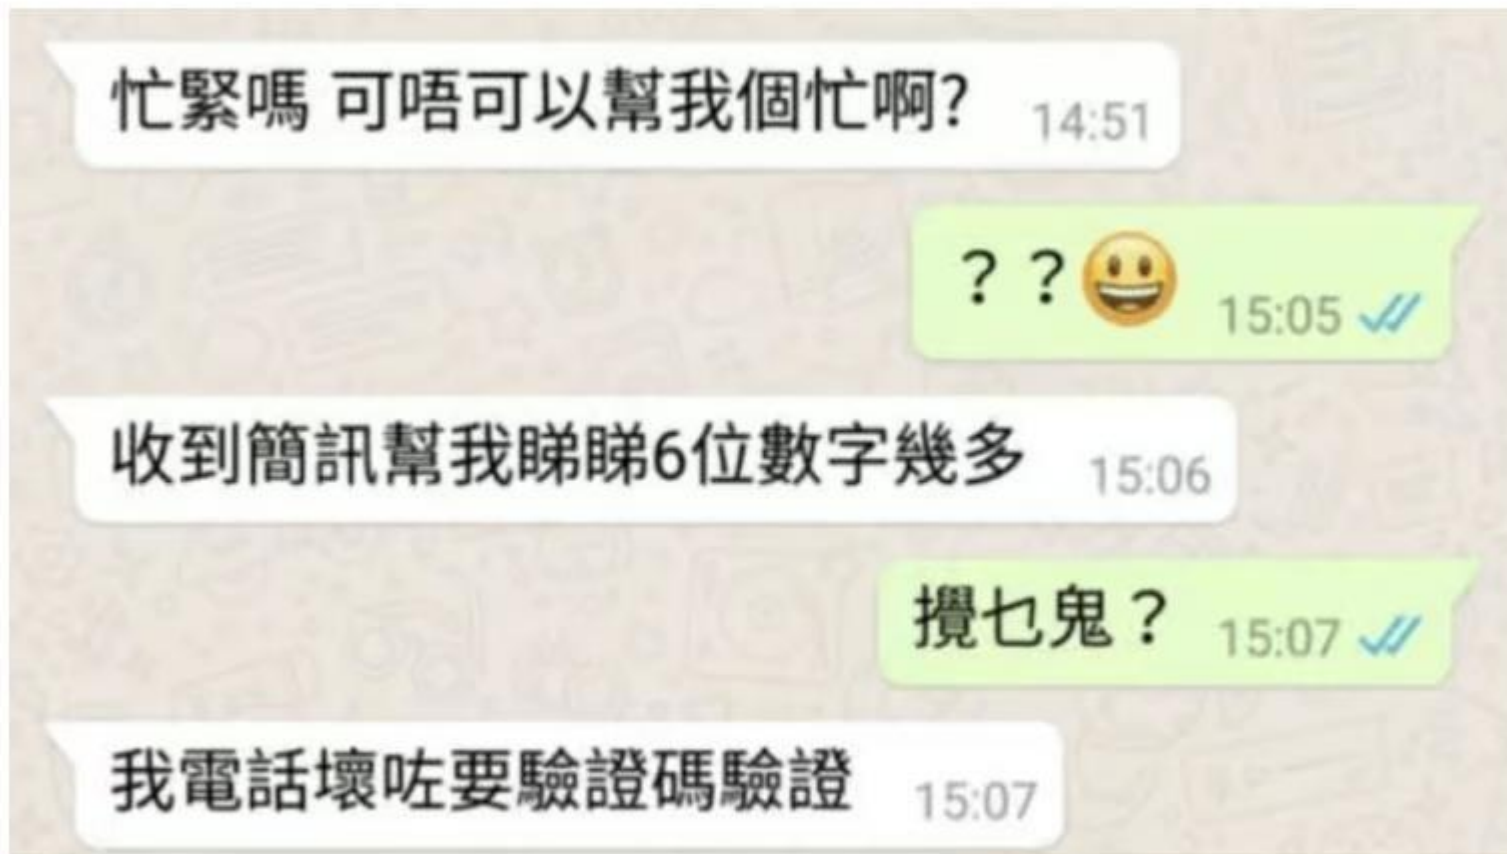 忙緊嗎 可唔可以幫我個忙啊? 14:51
？？😃 15:05
收到簡訊幫我睇睇6位數字幾多 15:06
攪乜鬼？ 15:07
我電話壞咗要驗證碼驗證 15:07